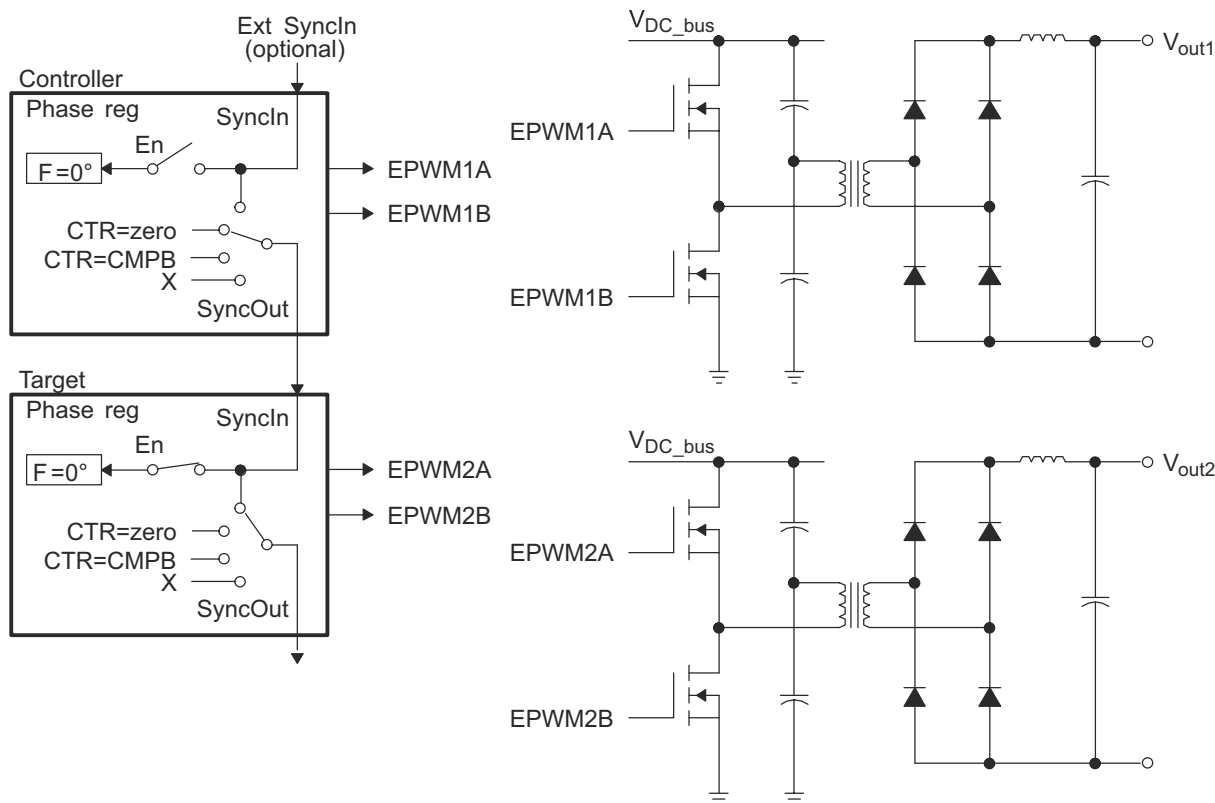 Ext SyncIn
(optional)
Controller
Phase reg
SyncIn
En
F=0°
CTR=zero
CTR=CMPB
X
SyncOut
EPWM1A
EPWM1B
Target
Phase reg
SyncIn
En
F=0°
CTR=zero
CTR=CMPB
X
SyncOut
EPWM2A
EPWM2B
VDC_bus
EPWM1A
EPWM1B
Vout1
VDC_bus
EPWM2A
EPWM2B
Vout2